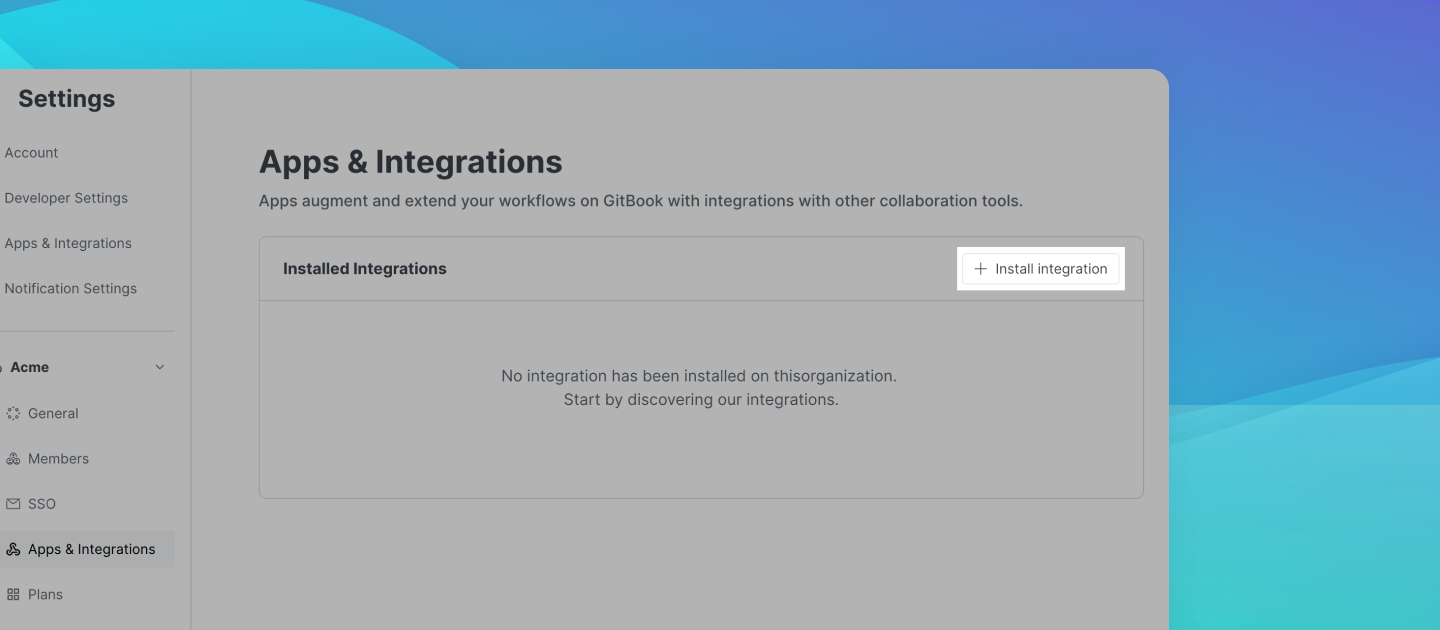 Settings
Account
Developer Settings
Apps & Integrations
Notification Settings
Acme
General
Members
SSO
Apps & Integrations
Plans
Apps & Integrations
Apps augment and extend your workflows on GitBook with integrations with other collaboration tools.
Installed Integrations
Install integration
No integration has been installed on thisorganization.
Start by discovering our integrations.